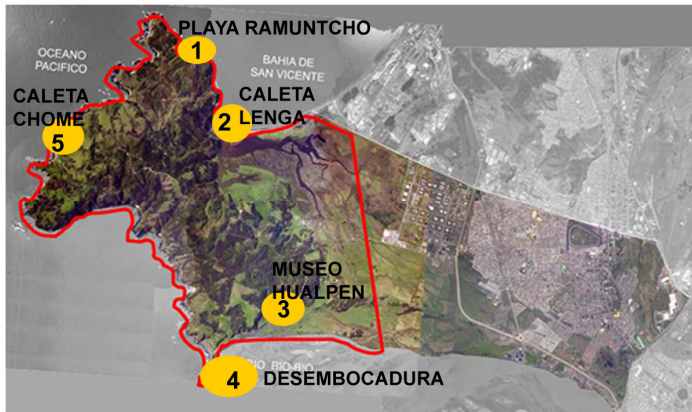 PLAYA RAMUNTCHO
1
OCEANO
PACIFICO
BAHIA DE
SAN VICENTE
CALETA
CHOME
5
CALETA
LENGA
2
MUSEO
HUALPEN
3
RIO BIO-BIO
4
DESEMBOCADURA